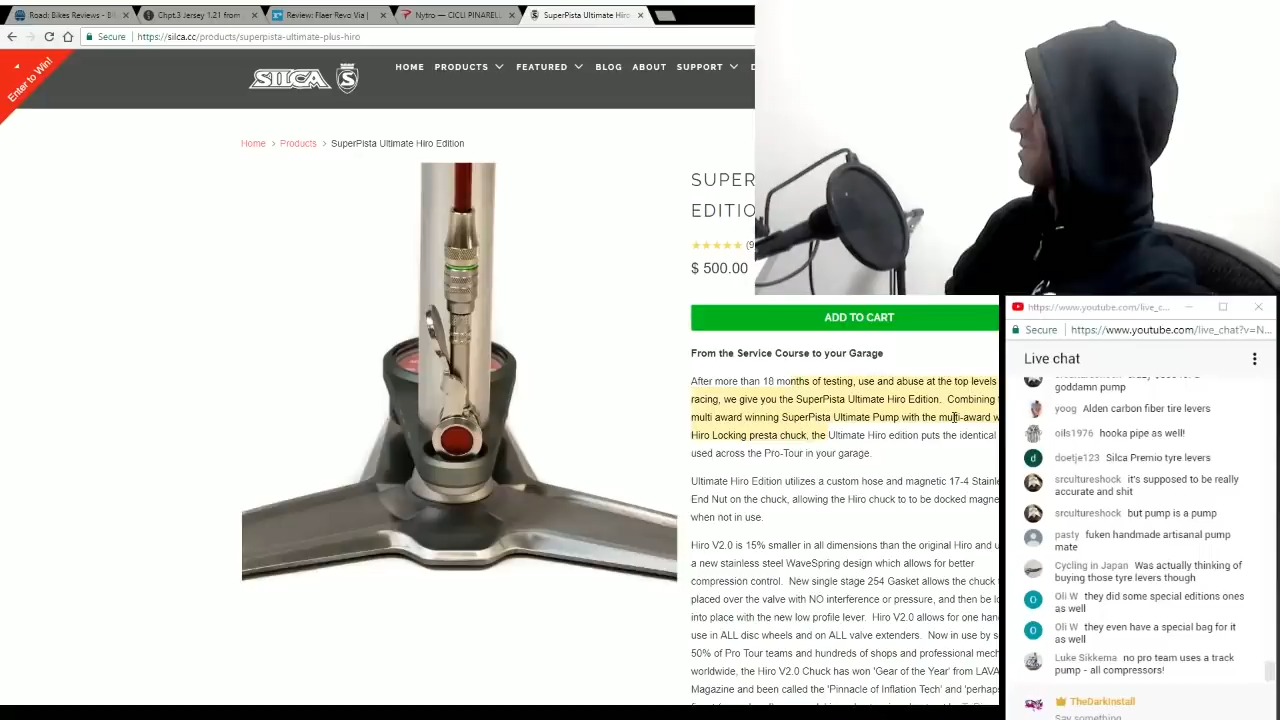 Road: Bikes Reviews - Bi
Chpt.3 Jersey 1.21 from
Review: Flaer Revo Via |
Nytro — CICLI PINARELL
SuperPista Ultimate Hiro
Secure https://silca.cc/products/superpista-ultimate-plus-hiro
Enter to Win!
SILCA S
HOME PRODUCTS FEATURED BLOG ABOUT SUPPORT
Home > Products > SuperPista Ultimate Hiro Edition
SUPER
EDITIO
(9
$ 500.00
ADD TO CART
From the Service Course to your Garage
After more than 18 months of testing, use and abuse at the top levels
racing, we give you the SuperPista Ultimate Hiro Edition. Combining
multi award winning SuperPista Ultimate Pump with the multi-award w
Hiro Locking presta chuck, the Ultimate Hiro edition puts the identical
used across the Pro-Tour in your garage.
Ultimate Hiro Edition utilizes a custom hose and magnetic 17-4 Stainle
End Nut on the chuck, allowing the Hiro chuck to to be docked magne
when not in use.
Hiro V2.0 is 15% smaller in all dimensions than the original Hiro and u
a new stainless steel WaveSpring design which allows for better
compression control. New single stage 254 Gasket allows the chuck
placed over the valve with NO interference or pressure, and then be lo
into place with the new low profile lever. Hiro V2.0 allows for one han
use in ALL disc wheels and on ALL valve extenders. Now in use by s
50% of Pro Tour teams and hundreds of shops and professional mech
worldwide, the Hiro V2.0 Chuck has won 'Gear of the Year' from LAVA
Magazine and been called the 'Pinnacle of Inflation Tech' and 'perhaps
https://www.youtube.com/live_c...
Secure https://www.youtube.com/live_chat?v=N...
Live chat
goddamn pump
yoog Alden carbon fiber tire levers
oils1976 hooka pipe as well!
d doetje123 Silca Premio tyre levers
srcultureshock it's supposed to be really
accurate and shit
srcultureshock but pump is a pump
pasty fuken handmade artisanal pump
mate
Cycling in Japan Was actually thinking of
buying those tyre levers though
O Oli W they did some special editions ones
as well
O Oli W they even have a special bag for it
as well
Luke Sikkema no pro team uses a track
pump - all compressors!
TheDarkInstall
Say something...